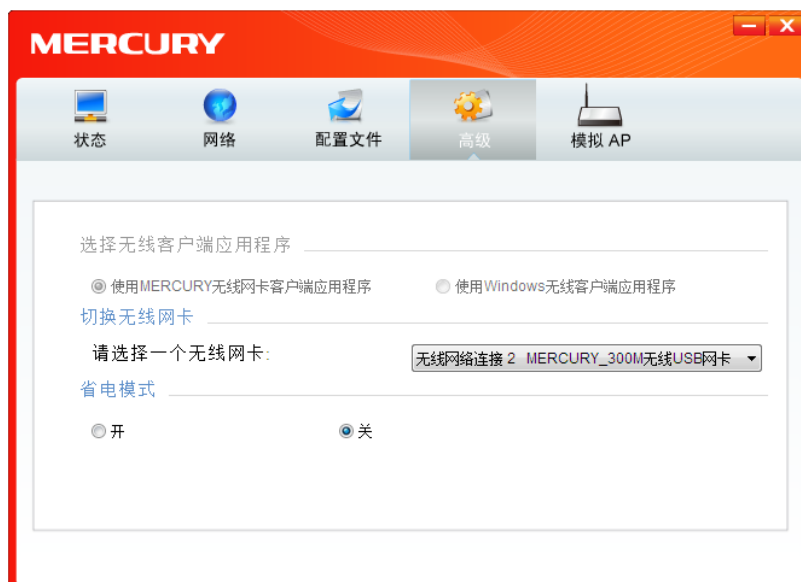 MERCURY
状态 网络 配置文件 高级 模拟 AP
选择无线客户端应用程序
使用MERCURY无线网卡客户端应用程序 使用Windows无线客户端应用程序
切换无线网卡
请选择一个无线网卡: 无线网络连接 2 MERCURY_300M无线USB网卡
省电模式
开 关